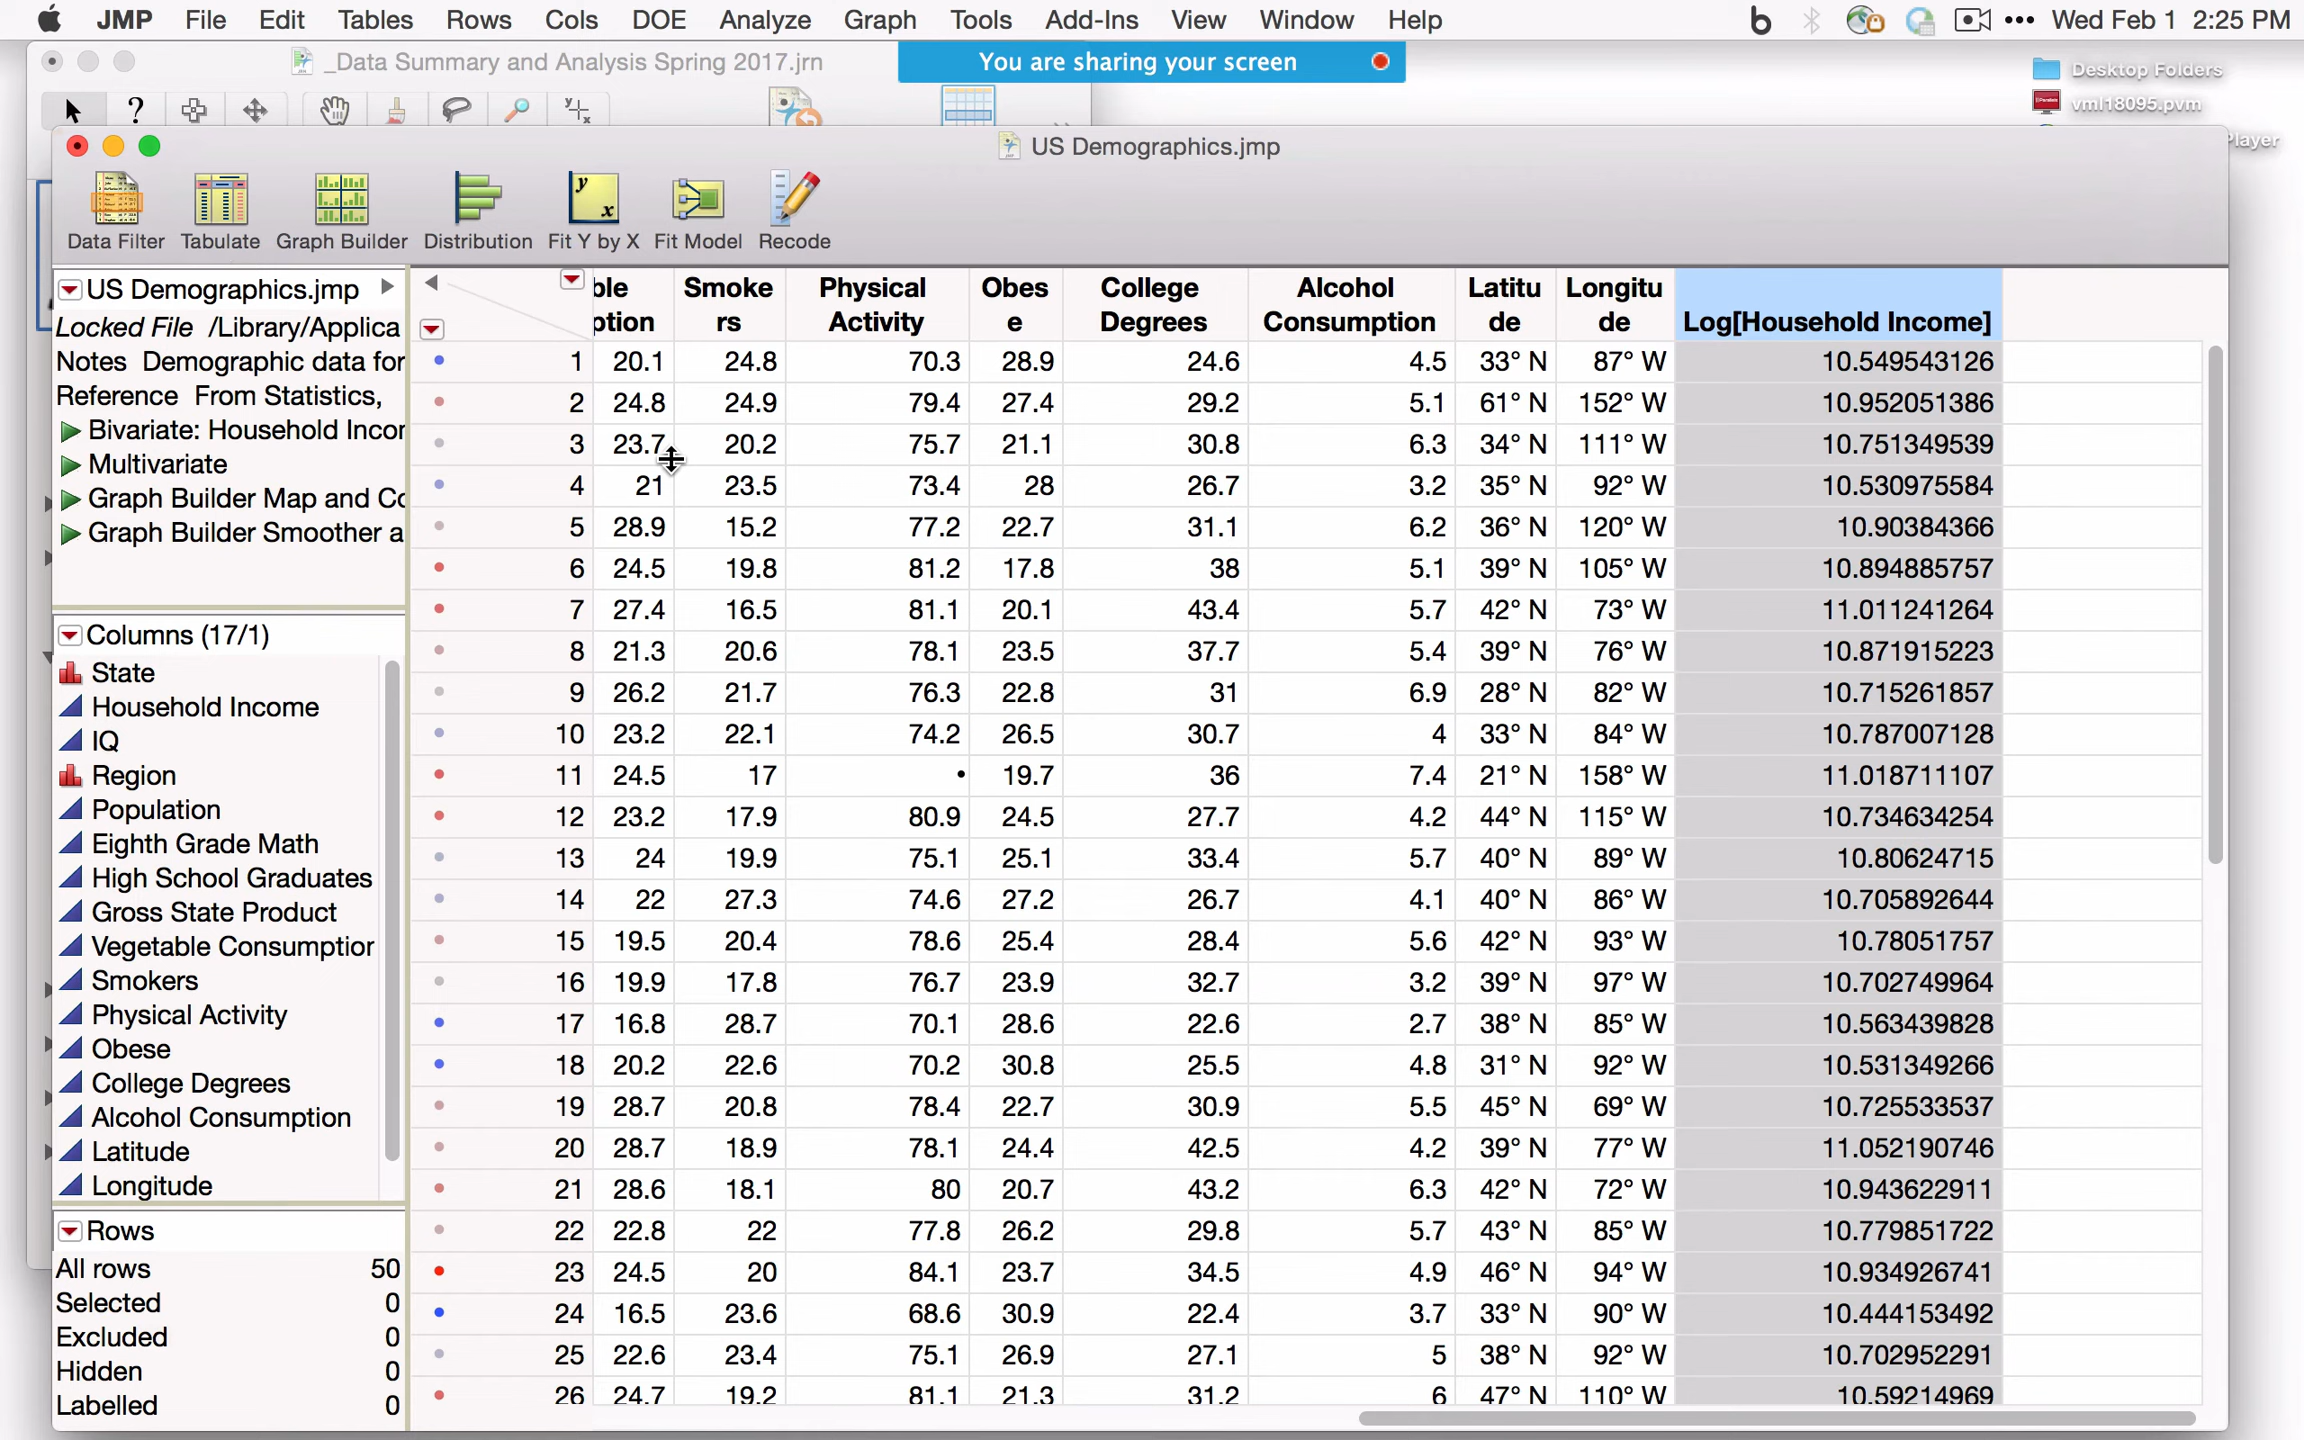 JMP File Edit Tables Rows Cols DOE Analyze Graph Tools Add-Ins View Window Help Wed Feb 1 2:25 PM
_Data Summary and Analysis Spring 2017.jrn
You are sharing your screen
Desktop Folders
vml18095.pvm
Player
US Demographics.jmp
Data Filter Tabulate Graph Builder Distribution Fit Y by X Fit Model Recode
US Demographics.jmp
Locked File /Library/Applica
Notes Demographic data for
Reference From Statistics,
Bivariate: Household Incor
Multivariate
Graph Builder Map and Co
Graph Builder Smoother a
Columns (17/1)
State
Household Income
IQ
Region
Population
Eighth Grade Math
High School Graduates
Gross State Product
Vegetable Consumption
Smokers
Physical Activity
Obese
College Degrees
Alcohol Consumption
Latitude
Longitude
Rows
All rows 50
Selected 0
Excluded 0
Hidden 0
Labelled 0
ble Smoke Physical Obes College Alcohol Latitu Longitu
ption rs Activity e Degrees Consumption de de Log[Household Income]
1 20.1 24.8 70.3 28.9 24.6 4.5 33° N 87° W 10.549543126
2 24.8 24.9 79.4 27.4 29.2 5.1 61° N 152° W 10.952051386
3 23.7 20.2 75.7 21.1 30.8 6.3 34° N 111° W 10.751349539
4 21 23.5 73.4 28 26.7 3.2 35° N 92° W 10.530975584
5 28.9 15.2 77.2 22.7 31.1 6.2 36° N 120° W 10.90384366
6 24.5 19.8 81.2 17.8 38 5.1 39° N 105° W 10.894885757
7 27.4 16.5 81.1 20.1 43.4 5.7 42° N 73° W 11.011241264
8 21.3 20.6 78.1 23.5 37.7 5.4 39° N 76° W 10.871915223
9 26.2 21.7 76.3 22.8 31 6.9 28° N 82° W 10.715261857
10 23.2 22.1 74.2 26.5 30.7 4 33° N 84° W 10.787007128
11 24.5 17 • 19.7 36 7.4 21° N 158° W 11.018711107
12 23.2 17.9 80.9 24.5 27.7 4.2 44° N 115° W 10.734634254
13 24 19.9 75.1 25.1 33.4 5.7 40° N 89° W 10.80624715
14 22 27.3 74.6 27.2 26.7 4.1 40° N 86° W 10.705892644
15 19.5 20.4 78.6 25.4 28.4 5.6 42° N 93° W 10.78051757
16 19.9 17.8 76.7 23.9 32.7 3.2 39° N 97° W 10.702749964
17 16.8 28.7 70.1 28.6 22.6 2.7 38° N 85° W 10.563439828
18 20.2 22.6 70.2 30.8 25.5 4.8 31° N 92° W 10.531349266
19 28.7 20.8 78.4 22.7 30.9 5.5 45° N 69° W 10.725533537
20 28.7 18.9 78.1 24.4 42.5 4.2 39° N 77° W 11.052190746
21 28.6 18.1 80 20.7 43.2 6.3 42° N 72° W 10.943622911
22 22.8 22 77.8 26.2 29.8 5.7 43° N 85° W 10.779851722
23 24.5 20 84.1 23.7 34.5 4.9 46° N 94° W 10.934926741
24 16.5 23.6 68.6 30.9 22.4 3.7 33° N 90° W 10.444153492
25 22.6 23.4 75.1 26.9 27.1 5 38° N 92° W 10.702952291
26 24.7 19.2 81.1 21.3 31.2 6 47° N 110° W 10.59214969